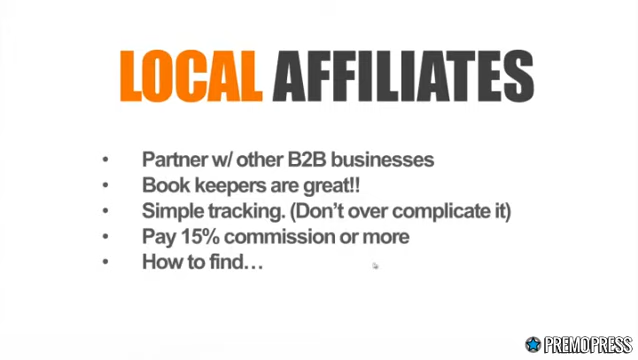 LOCAL AFFILIATES
• Partner w/ other B2B businesses
• Book keepers are great!!
• Simple tracking. (Don't over complicate it)
• Pay 15% commission or more
• How to find…
PREMOPRESS